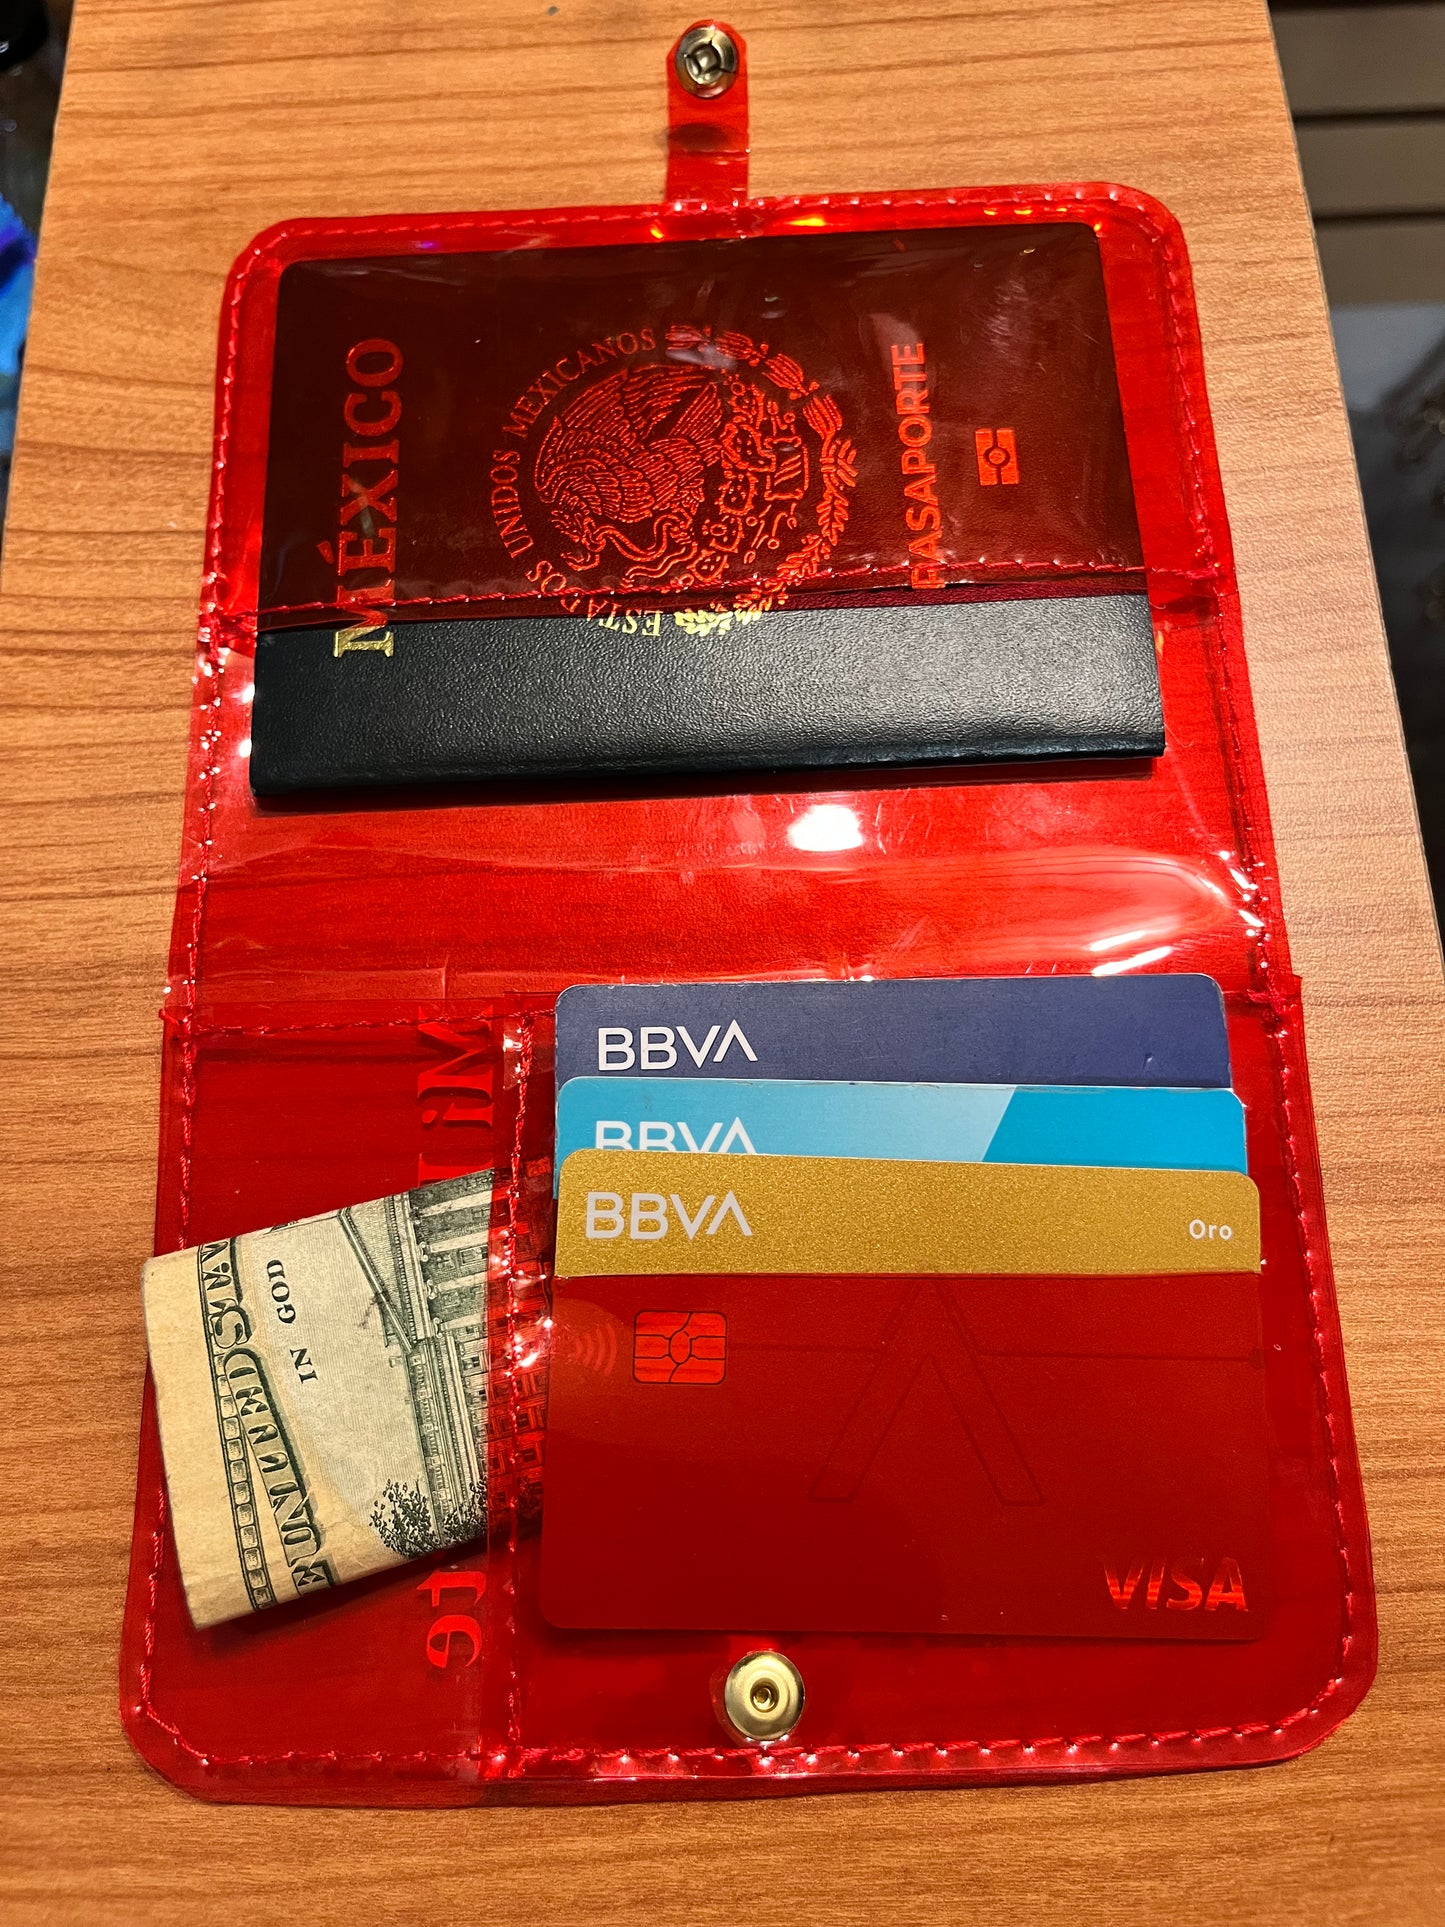 MÉXICO
ESTADOS UNIDOS MEXICANOS
PASAPORTE
BBVA
BBVA
BBVA
Oro
VISA
IN GOD